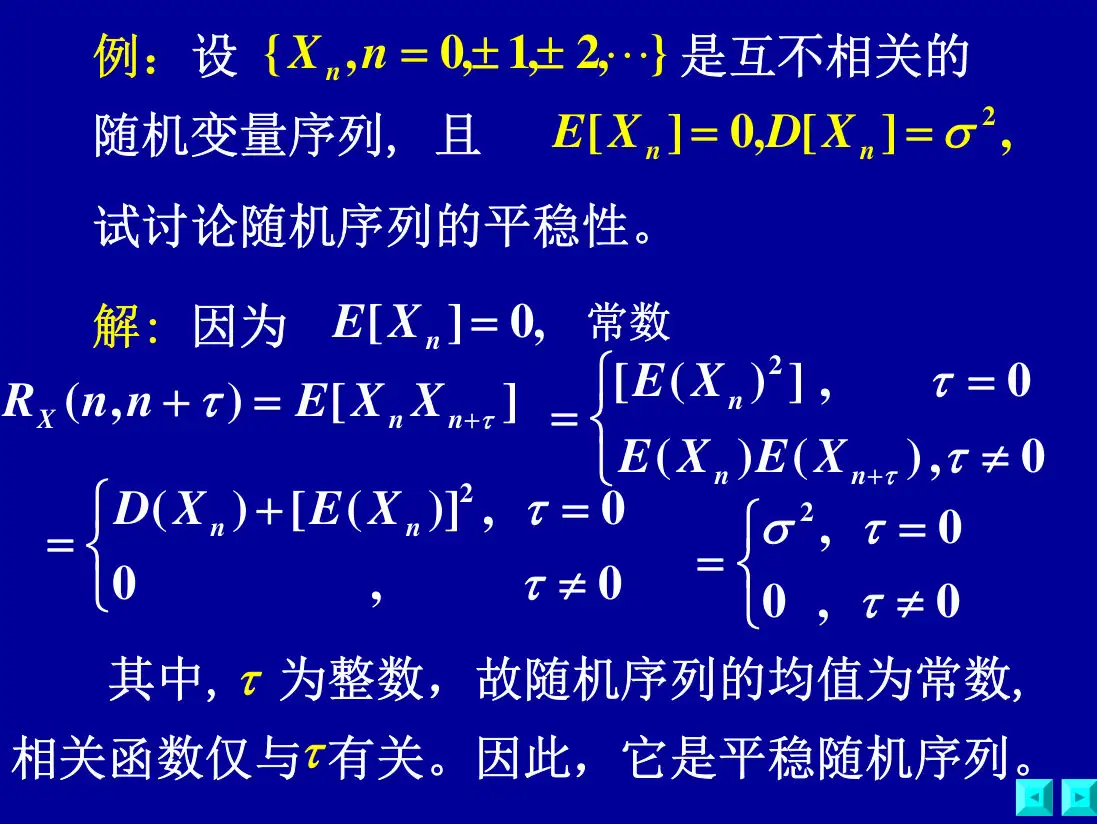 例：设 {X_n, n = 0,±1,±2,⋯} 是互不相关的
随机变量序列, 且 E[X_n] = 0, D[X_n] = σ²,
试讨论随机序列的平稳性。
解: 因为 E[X_n] = 0, 常数
R_X(n, n + τ) = E[X_n X_{n+τ}] = { [E(X_n)²], τ = 0
E(X_n)E(X_{n+τ}), τ ≠ 0
= { D(X_n) + [E(X_n)]², τ = 0
0 , τ ≠ 0
= { σ², τ = 0
0 , τ ≠ 0
其中, τ 为整数，故随机序列的均值为常数,
相关函数仅与τ有关。因此，它是平稳随机序列。